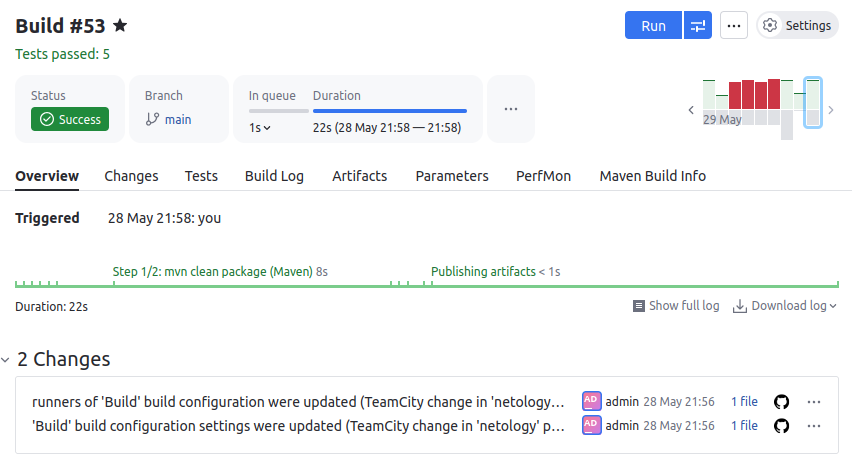 Build #53
Run
Settings
Tests passed: 5
Status
Success
Branch
main
In queue
Duration
1s
22s (28 May 21:58 — 21:58)
29 May
Overview
Changes
Tests
Build Log
Artifacts
Parameters
PerfMon
Maven Build Info
Triggered
28 May 21:58: you
Step 1/2: mvn clean package (Maven) 8s
Publishing artifacts < 1s
Duration: 22s
Show full log
Download log
2 Changes
runners of 'Build' build configuration were updated (TeamCity change in 'netology...
AD
admin 28 May 21:56
1 file
'Build' build configuration settings were updated (TeamCity change in 'netology' p...
AD
admin 28 May 21:56
1 file